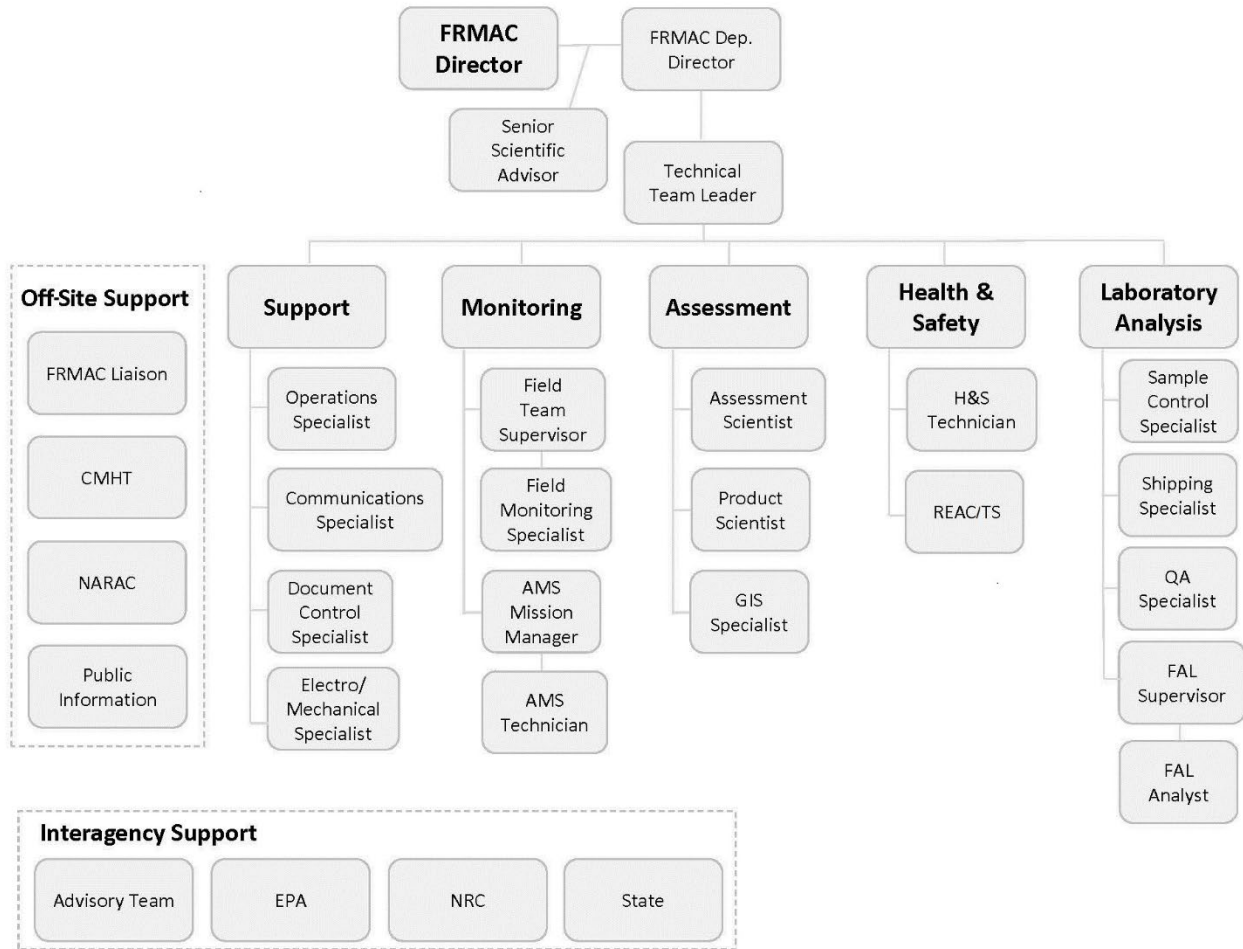 FRMAC
Director
FRMAC Dep.
Director
Senior
Scientific
Advisor
Technical
Team Leader
Off-Site Support
FRMAC Liaison
CMHT
NARAC
Public
Information
Support
Operations
Specialist
Communications
Specialist
Document
Control
Specialist
Electro/
Mechanical
Specialist
Monitoring
Field
Team
Supervisor
Field
Monitoring
Specialist
AMS
Mission
Manager
AMS
Technician
Assessment
Assessment
Scientist
Product
Scientist
GIS
Specialist
Health &
Safety
H&S
Technician
REAC/TS
Laboratory
Analysis
Sample
Control
Specialist
Shipping
Specialist
QA
Specialist
FAL
Supervisor
FAL
Analyst
Interagency Support
Advisory Team
EPA
NRC
State